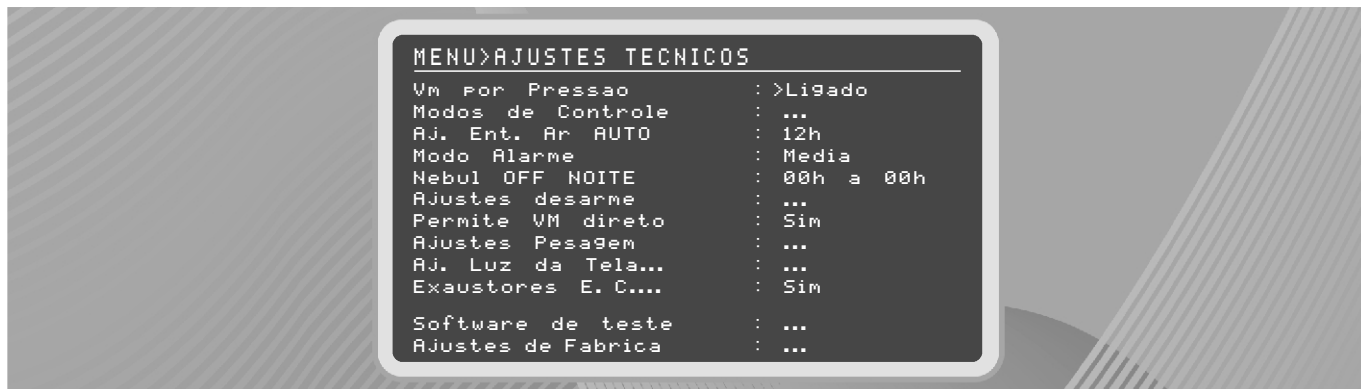 MENU>AJUSTES TECNICOS
Vm por Pressao : >Ligado
Modos de Controle : ...
Aj. Ent. Ar AUTO : 12h
Modo Alarme : Media
Nebul OFF NOITE : 00h a 00h
Ajustes desarme : ...
Permite VM direto : Sim
Ajustes Pesagem : ...
Aj. Luz da Tela... : ...
Exaustores E.C.... : Sim
Software de teste : ...
Ajustes de Fabrica : ...